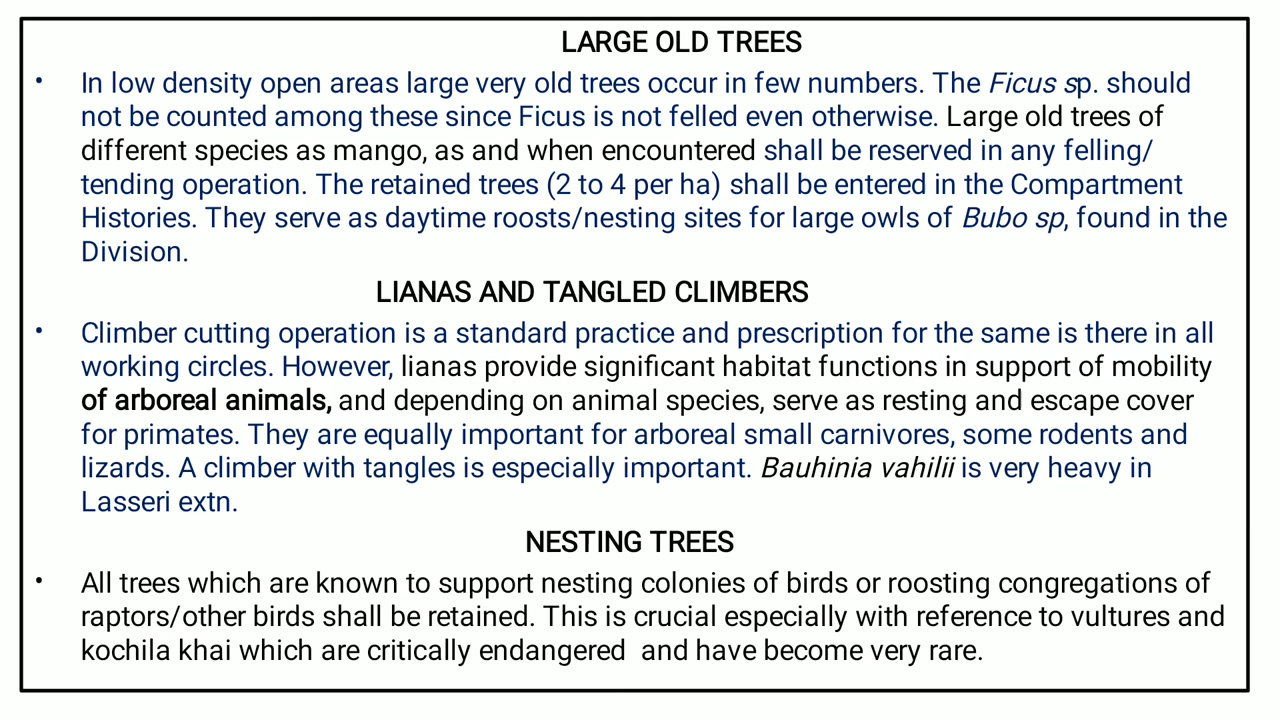 LARGE OLD TREES
• In low density open areas large very old trees occur in few numbers. The Ficus sp. should
not be counted among these since Ficus is not felled even otherwise. Large old trees of
different species as mango, as and when encountered shall be reserved in any felling/
tending operation. The retained trees (2 to 4 per ha) shall be entered in the Compartment
Histories. They serve as daytime roosts/nesting sites for large owls of Bubo sp, found in the
Division.
LIANAS AND TANGLED CLIMBERS
• Climber cutting operation is a standard practice and prescription for the same is there in all
working circles. However, lianas provide significant habitat functions in support of mobility
of arboreal animals, and depending on animal species, serve as resting and escape cover
for primates. They are equally important for arboreal small carnivores, some rodents and
lizards. A climber with tangles is especially important. Bauhinia vahilii is very heavy in
Lasseri extn.
NESTING TREES
• All trees which are known to support nesting colonies of birds or roosting congregations of
raptors/other birds shall be retained. This is crucial especially with reference to vultures and
kochila khai which are critically endangered  and have become very rare.